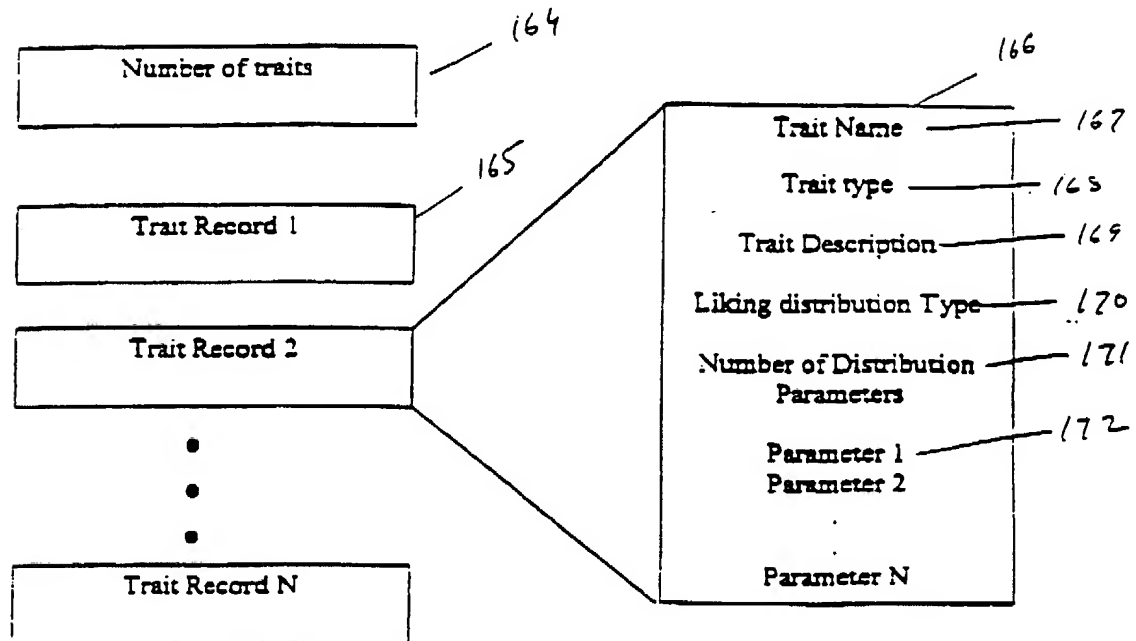 164
Number of traits
165
Trait Record 1
Trait Record 2
Trait Record N
166
Trait Name 167
Trait type 168
Trait Description 169
Liking distribution Type 170
Number of Distribution 171
Parameters
Parameter 1 172
Parameter 2
Parameter N